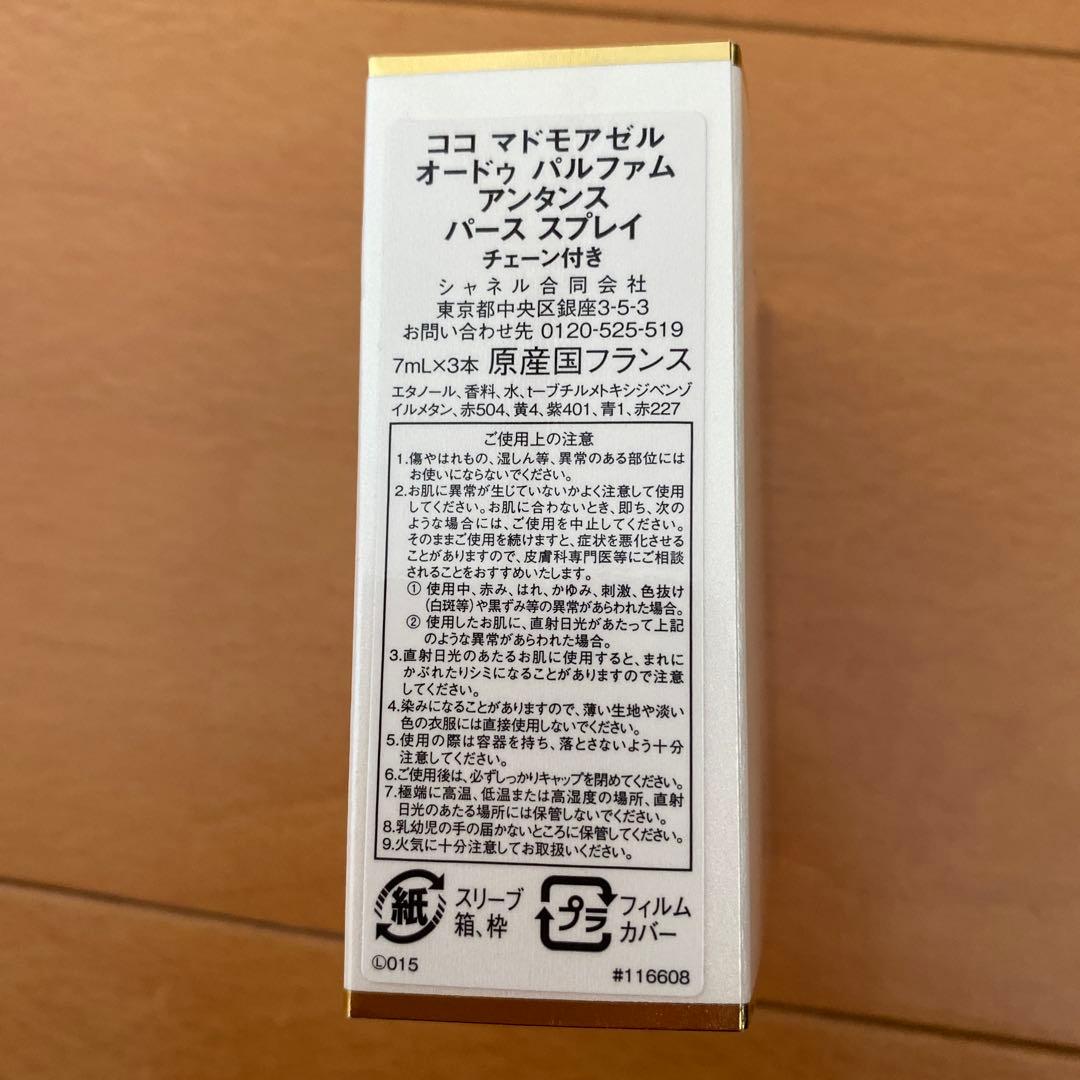 ココ マドモアゼル
オードゥ パルファム
アンタンス
パース スプレイ
チェーン付き
シャネル合同会社
東京都中央区銀座3-5-3
お問い合わせ先 0120-525-519
7mL×3本 原産国フランス
エタノール、香料、水、t-ブチルメトキシジベンゾ
イルメタン、赤504、黄4、紫401、青1、赤227
ご使用上の注意
1.傷やはれもの、湿しん等、異常のある部位には
お使いにならないでください。
2.お肌に異常が生じていないかよく注意して使用
してください。お肌に合わないとき、即ち、次の
ような場合には、ご使用を中止してください。
そのままご使用を続けますと、症状を悪化させる
ことがありますので、皮膚科専門医等にご相談
されることをおすすめいたします。
① 使用中、赤み、はれ、かゆみ、刺激、色抜け
(白斑等)や黒ずみ等の異常があらわれた場合。
② 使用したお肌に、直射日光があたって上記
のような異常があらわれた場合。
3.直射日光のあたるお肌に使用すると、まれに
かぶれたりシミになることがありますので注意
してください。
4.染みになることがありますので、薄い生地や淡い
色の衣服には直接使用しないでください。
5.使用の際は容器を持ち、落とさないよう十分
注意してください。
6.ご使用後は、必ずしっかりキャップを閉めてください。
7.極端に高温、低温または高湿度の場所、直射
日光のあたる場所には保管しないでください。
8.乳幼児の手の届かないところに保管してください。
9.火気に十分注意してお取扱いください。
紙 スリーブ
箱、枠
プラ フィルム
カバー
Ⓛ015
#116608